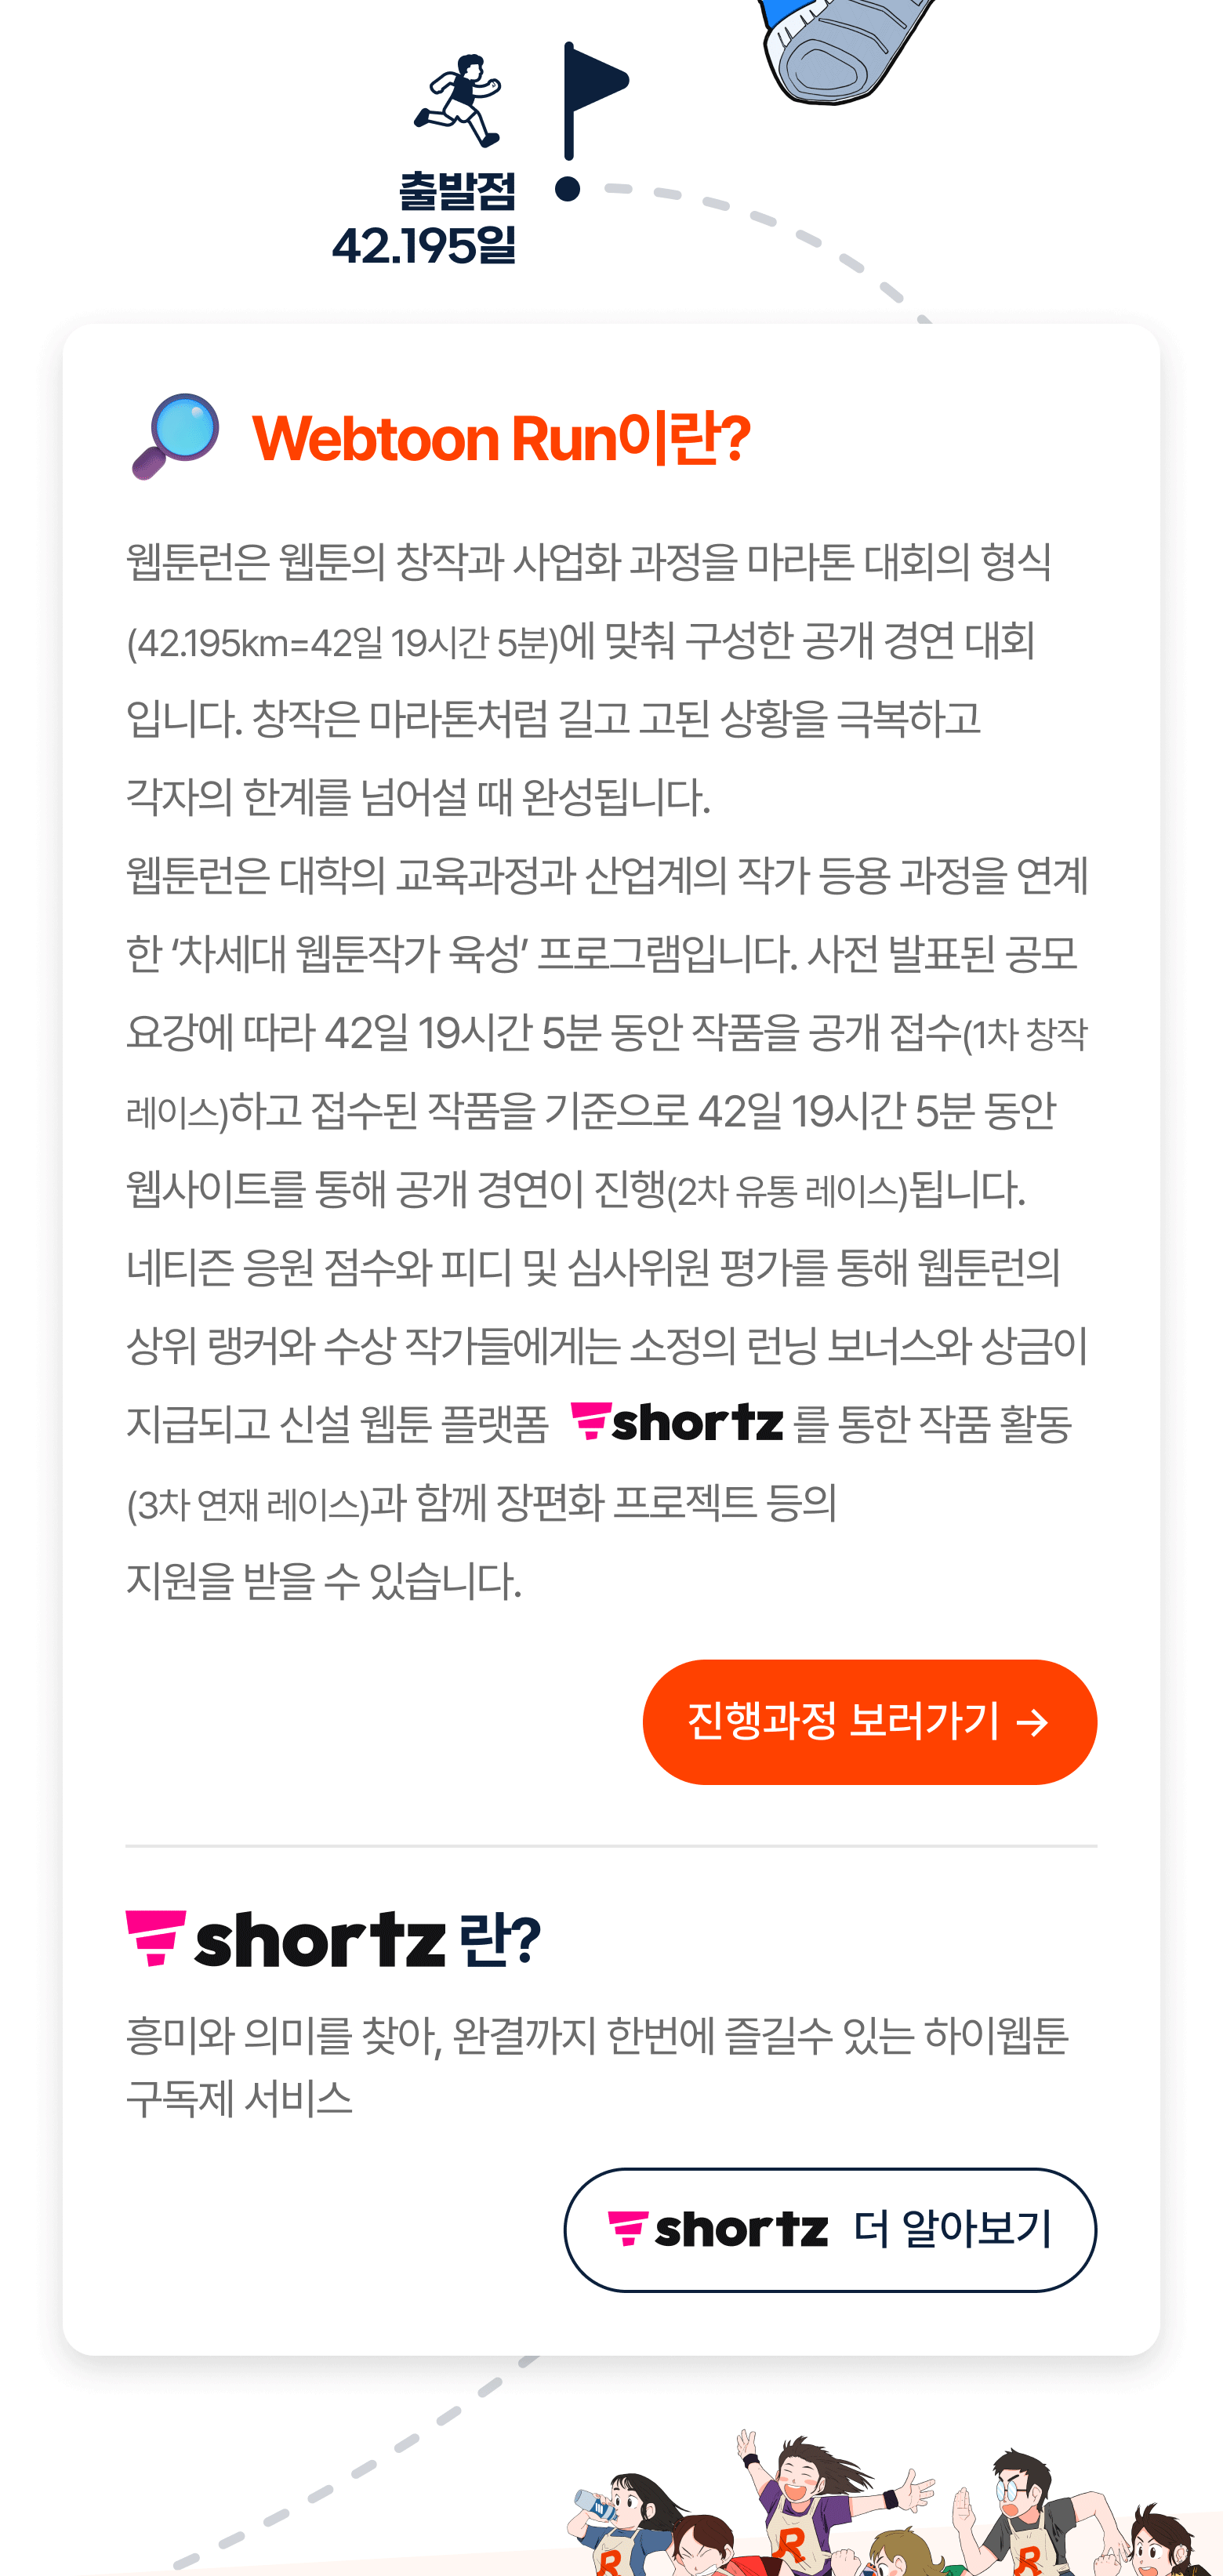 출발점
42.195일
Webtoon Run이란?
웹툰런은 웹툰의 창작과 사업화 과정을 마라톤 대회의 형식
(42.195km=42일 19시간 5분)에 맞춰 구성한 공개 경연 대회
입니다. 창작은 마라톤처럼 길고 고된 상황을 극복하고
각자의 한계를 넘어설 때 완성됩니다.
웹툰런은 대학의 교육과정과 산업계의 작가 등용 과정을 연계
한 ‘차세대 웹툰작가 육성’ 프로그램입니다. 사전 발표된 공모
요강에 따라 42일 19시간 5분 동안 작품을 공개 접수(1차 창작
레이스)하고 접수된 작품을 기준으로 42일 19시간 5분 동안
웹사이트를 통해 공개 경연이 진행(2차 유통 레이스)됩니다.
네티즌 응원 점수와 피디 및 심사위원 평가를 통해 웹툰런의
상위 랭커와 수상 작가들에게는 소정의 런닝 보너스와 상금이
지급되고 신설 웹툰 플랫폼 shortz 를 통한 작품 활동
(3차 연재 레이스)과 함께 장편화 프로젝트 등의
지원을 받을 수 있습니다.
진행과정 보러가기 →
shortz 란?
흥미와 의미를 찾아, 완결까지 한번에 즐길수 있는 하이웹툰
구독제 서비스
shortz 더 알아보기
R
R
R